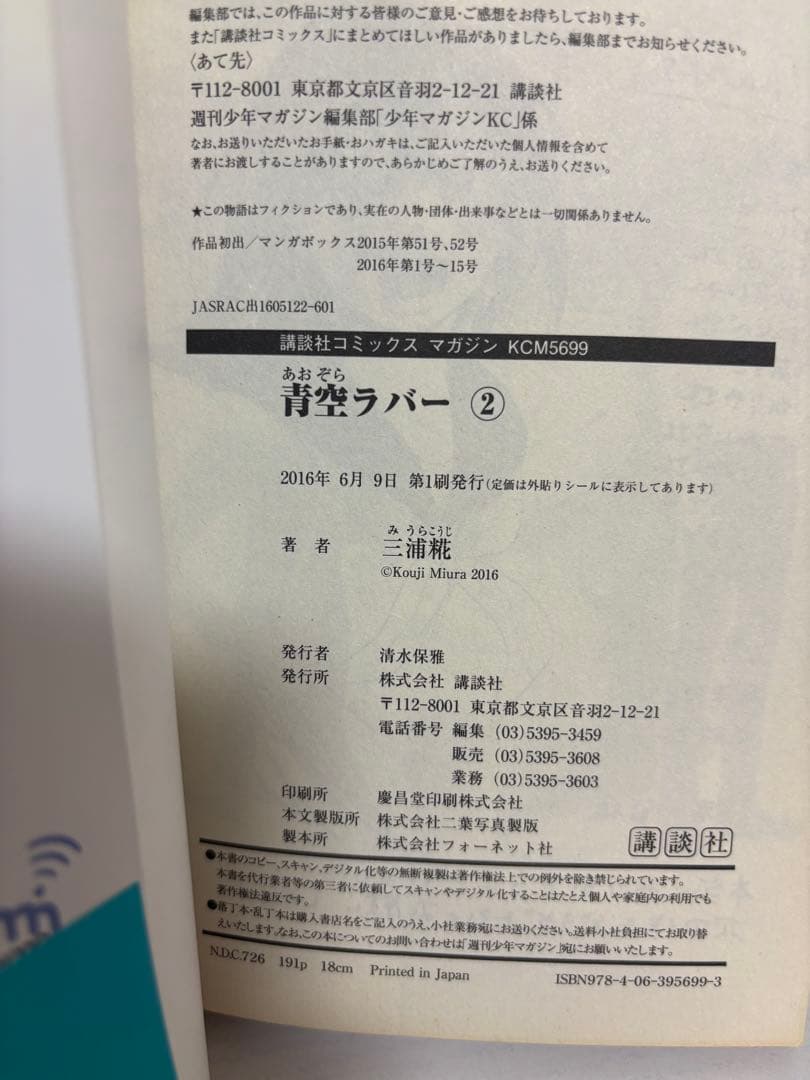 編集部では、この作品に対する皆様のご意見・ご感想をお待ちしております。
また「講談社コミックス」にまとめてほしい作品がありましたら、編集部までお知らせください。
〈あて先〉
〒112-8001 東京都文京区音羽2-12-21 講談社
週刊少年マガジン編集部「少年マガジンKC」係
なお、お送りいただいたお手紙・おハガキは、ご記入いただいた個人情報を含めて
著者にお渡しすることがありますので、あらかじめご了解のうえ、お送りください。
★この物語はフィクションであり、実在の人物・団体・出来事などとは一切関係ありません。
作品初出／マンガボックス2015年第51号、52号
2016年第1号〜15号
JASRAC出1605122-601
講談社コミックス マガジン KCM5699
あおぞら
青空ラバー ②
2016年 6月 9日 第1刷発行(定価は外貼りシールに表示してあります)
みうらこうじ
著者 三浦糀
©Kouji Miura 2016
発行者 清水保雅
発行所 株式会社 講談社
〒112-8001 東京都文京区音羽2-12-21
電話番号 編集 (03)5395-3459
販売 (03)5395-3608
業務 (03)5395-3603
印刷所 慶昌堂印刷株式会社
本文製版所 株式会社二葉写真製版
製本所 株式会社フォーネット社
講談社
●本書のコピー、スキャン、デジタル化等の無断複製は著作権法上での例外を除き禁じられています。
本書を代行業者等の第三者に依頼してスキャンやデジタル化することはたとえ個人や家庭内の利用でも
著作権法違反です。
●落丁本・乱丁本は購入書店名をご記入のうえ、小社業務宛にお送りください。送料小社負担にてお取り替
えいたします。なお、この本についてのお問い合わせは「週刊少年マガジン」宛にお願いいたします。
N.D.C.726 191p 18cm Printed in Japan
ISBN978-4-06-395699-3